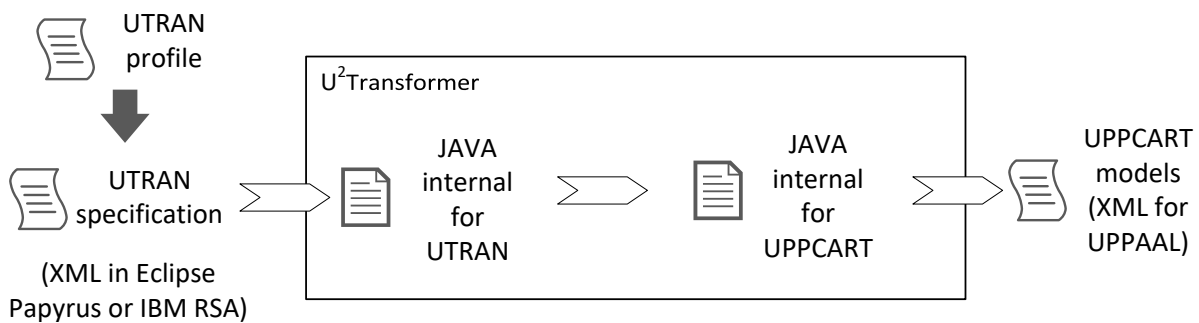 UTRAN
profile
UTRAN
specification
(XML in Eclipse
Papyrus or IBM RSA)
U²Transformer
JAVA
internal
for
UTRAN
JAVA
internal
for
UPPCART
UPPCART
models
(XML for
UPPAAL)